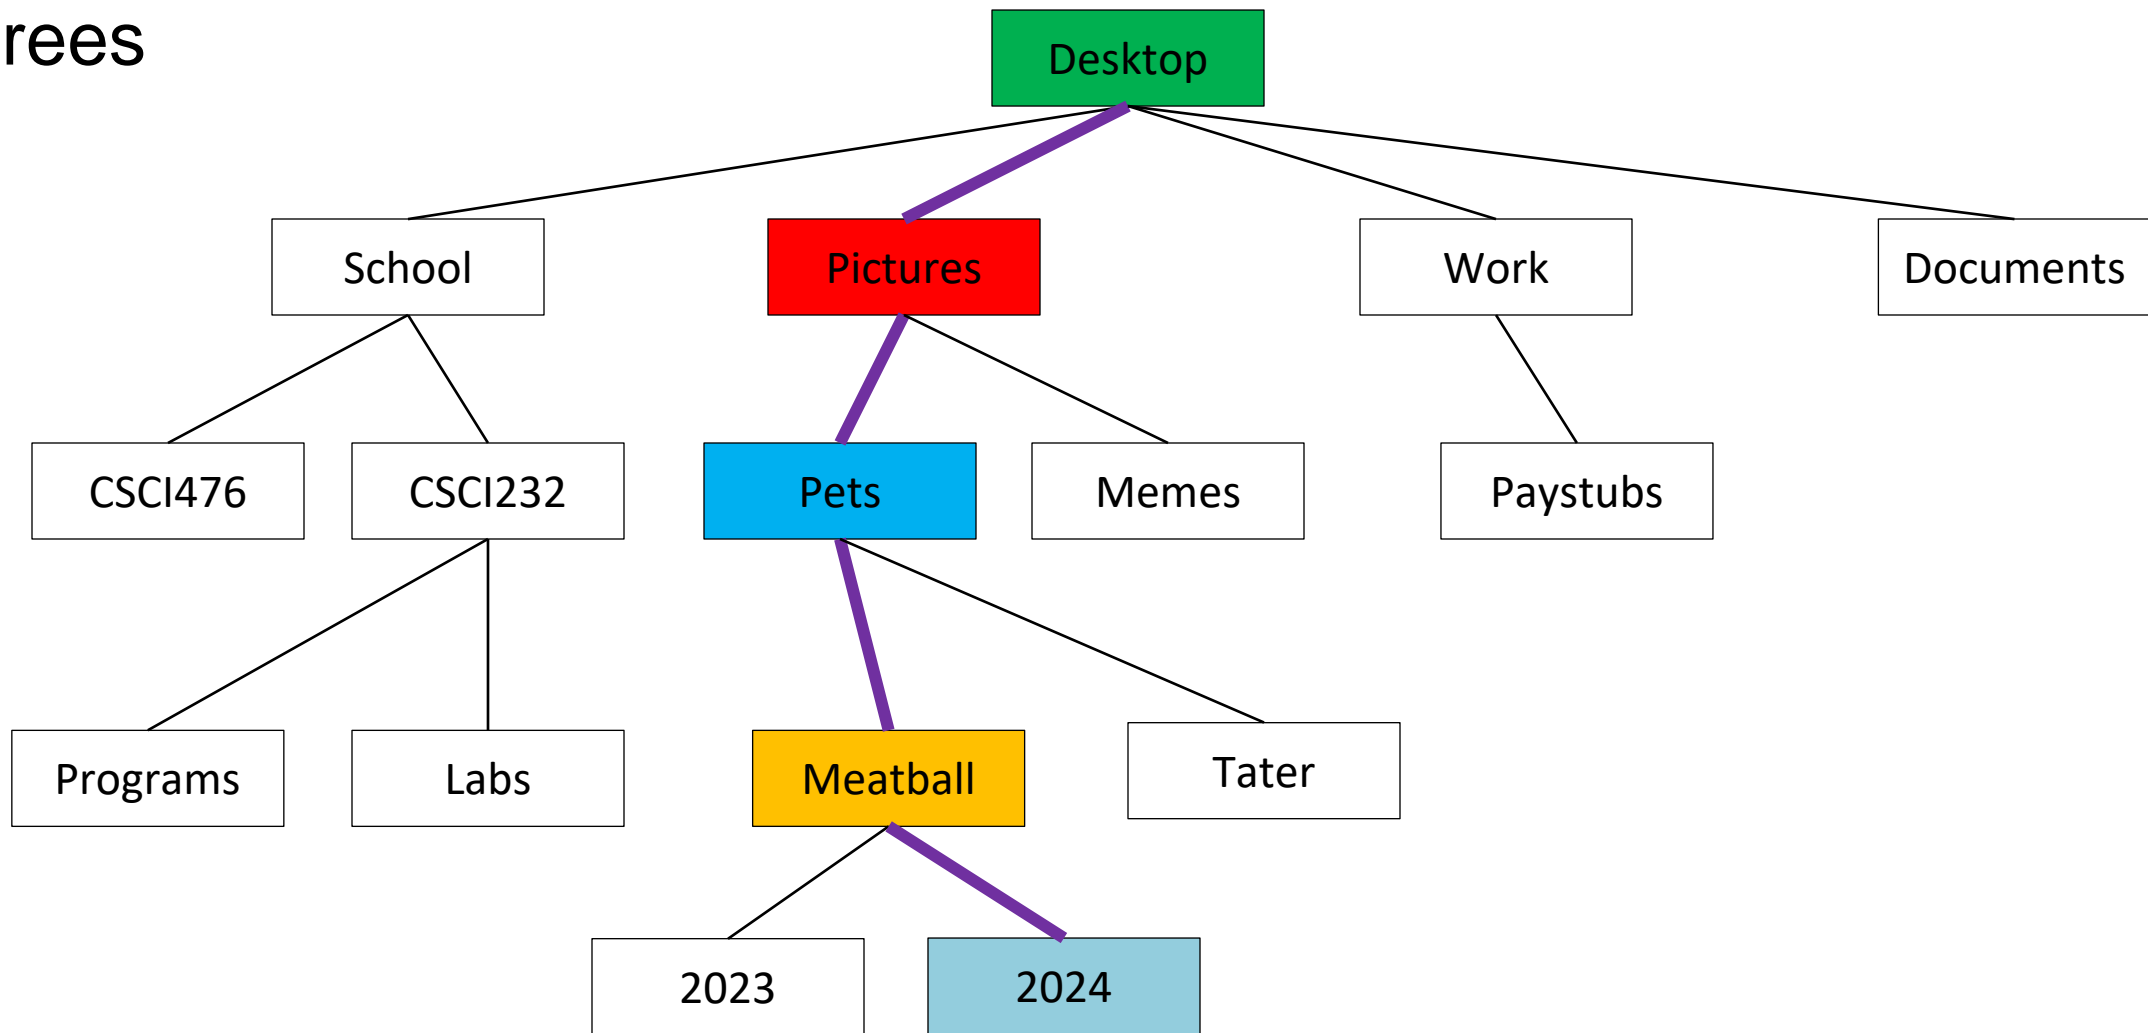 rees
Desktop
School
Pictures
Work
Documents
CSCI476
CSCI232
Pets
Memes
Paystubs
Programs
Labs
Meatball
Tater
2023
2024